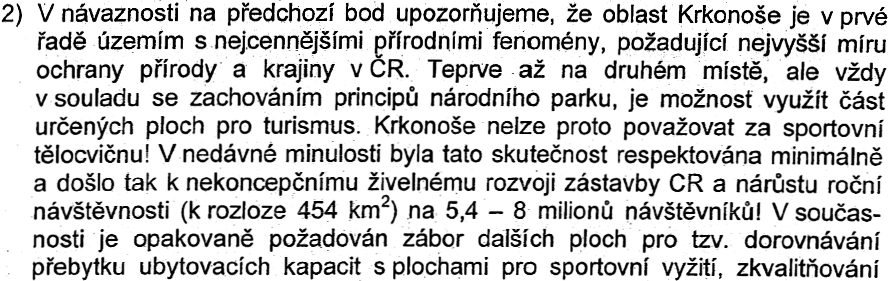 2) V návaznosti na předchozí bod upozorňujeme, že oblast Krkonoše je v prvé
řadě územím s nejcennějšími přírodními fenomény, požadující nejvyšší míru
ochrany přírody a krajiny v ČR. Teprve až na druhém místě, ale vždy
v souladu se zachováním principů národního parku, je možnost využít část
určených ploch pro turismus. Krkonoše nelze proto považovat za sportovní
tělocvičnu! V nedávné minulosti byla tato skutečnost respektována minimálně
a došlo tak k nekoncepčnímu živelnému rozvoji zástavby CR a nárůstu roční
návštěvnosti (k rozloze 454 km²) na 5,4 – 8 milionů návštěvníků! V součas-
nosti je opakovaně požadován zábor dalších ploch pro tzv. dorovnávání
přebytku ubytovacích kapacit s plochami pro sportovní vyžití, zkvalitňování